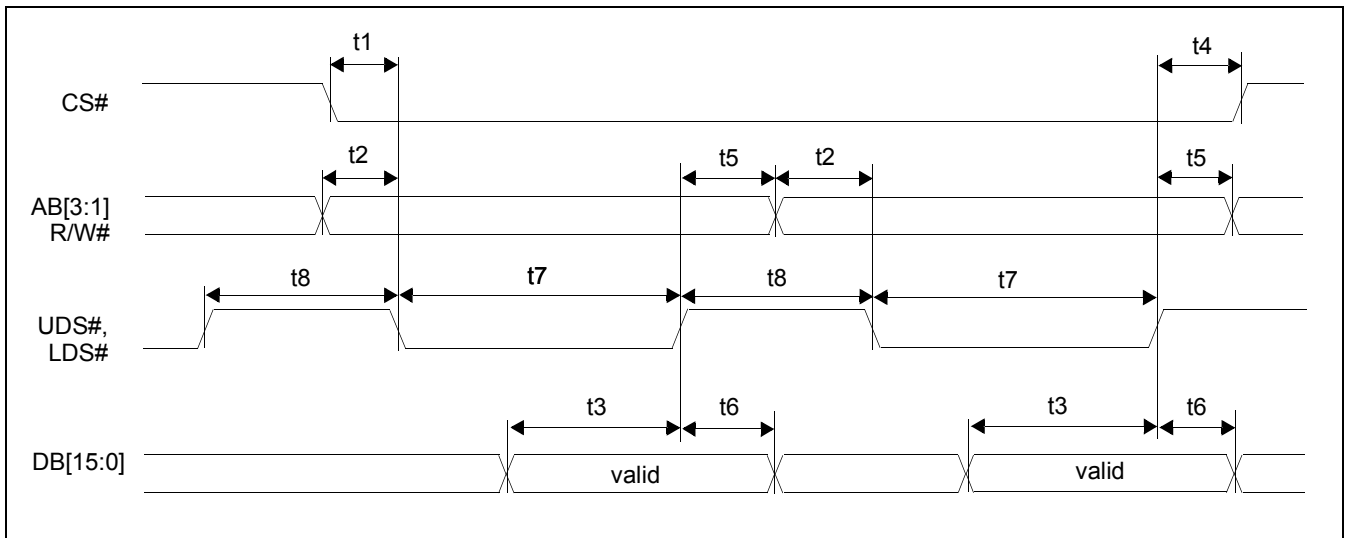 t1
t4
CS#
t2
t5
t2
t5
AB[3:1]
R/W#
t8
t7
t8
t7
UDS#,
LDS#
t3
t6
t3
t6
DB[15:0]
valid
valid